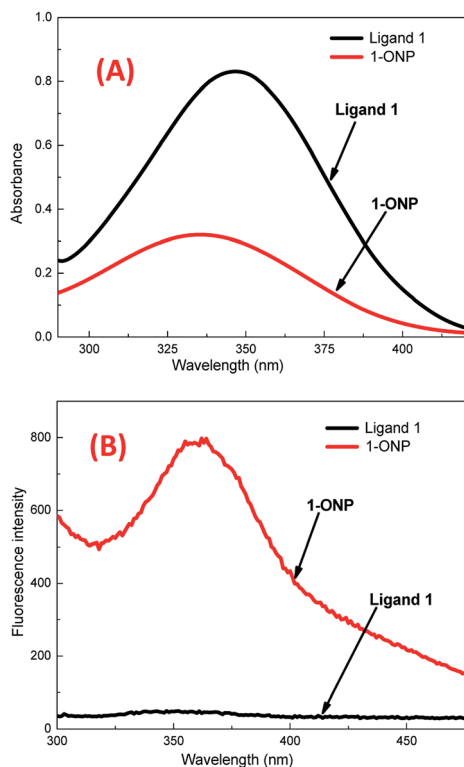 1.0
0.8
0.6
0.4
0.2
0.0
Absorbance
(A)
Ligand 1
1-ONP
Ligand 1
1-ONP
300 325 350 375 400
Wavelength (nm)
800
600
400
200
0
Fluorescence intensity
(B)
Ligand 1
1-ONP
1-ONP
Ligand 1
300 350 400 450
Wavelength (nm)